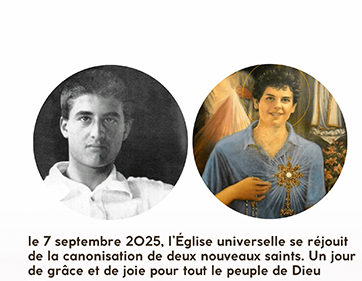 le 7 septembre 2025, l'Église universelle se réjouit
de la canonisation de deux nouveaux saints. Un jour
de grâce et de joie pour tout le peuple de Dieu